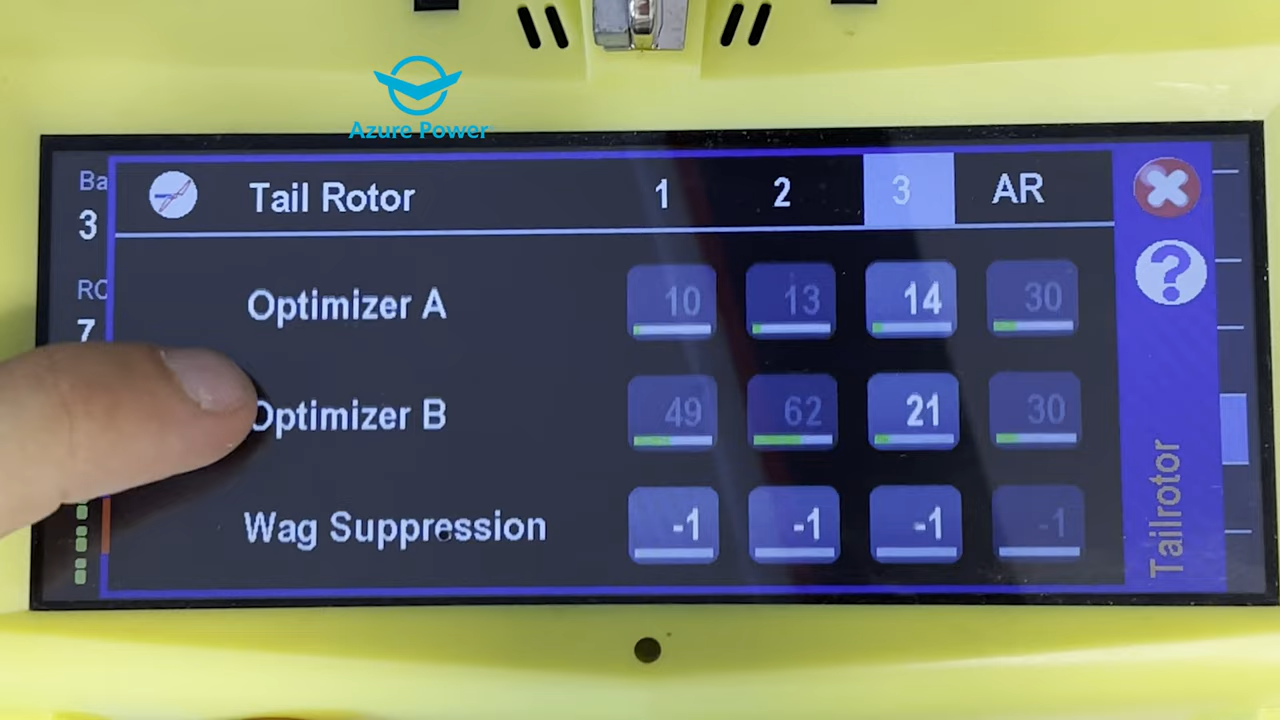 Azure Power
Ba
3
RO
7
Tail Rotor 1 2 3 AR
Optimizer A 10 13 14 30
Optimizer B 49 62 21 30
Wag Suppression -1 -1 -1 -1
?
Tailrotor